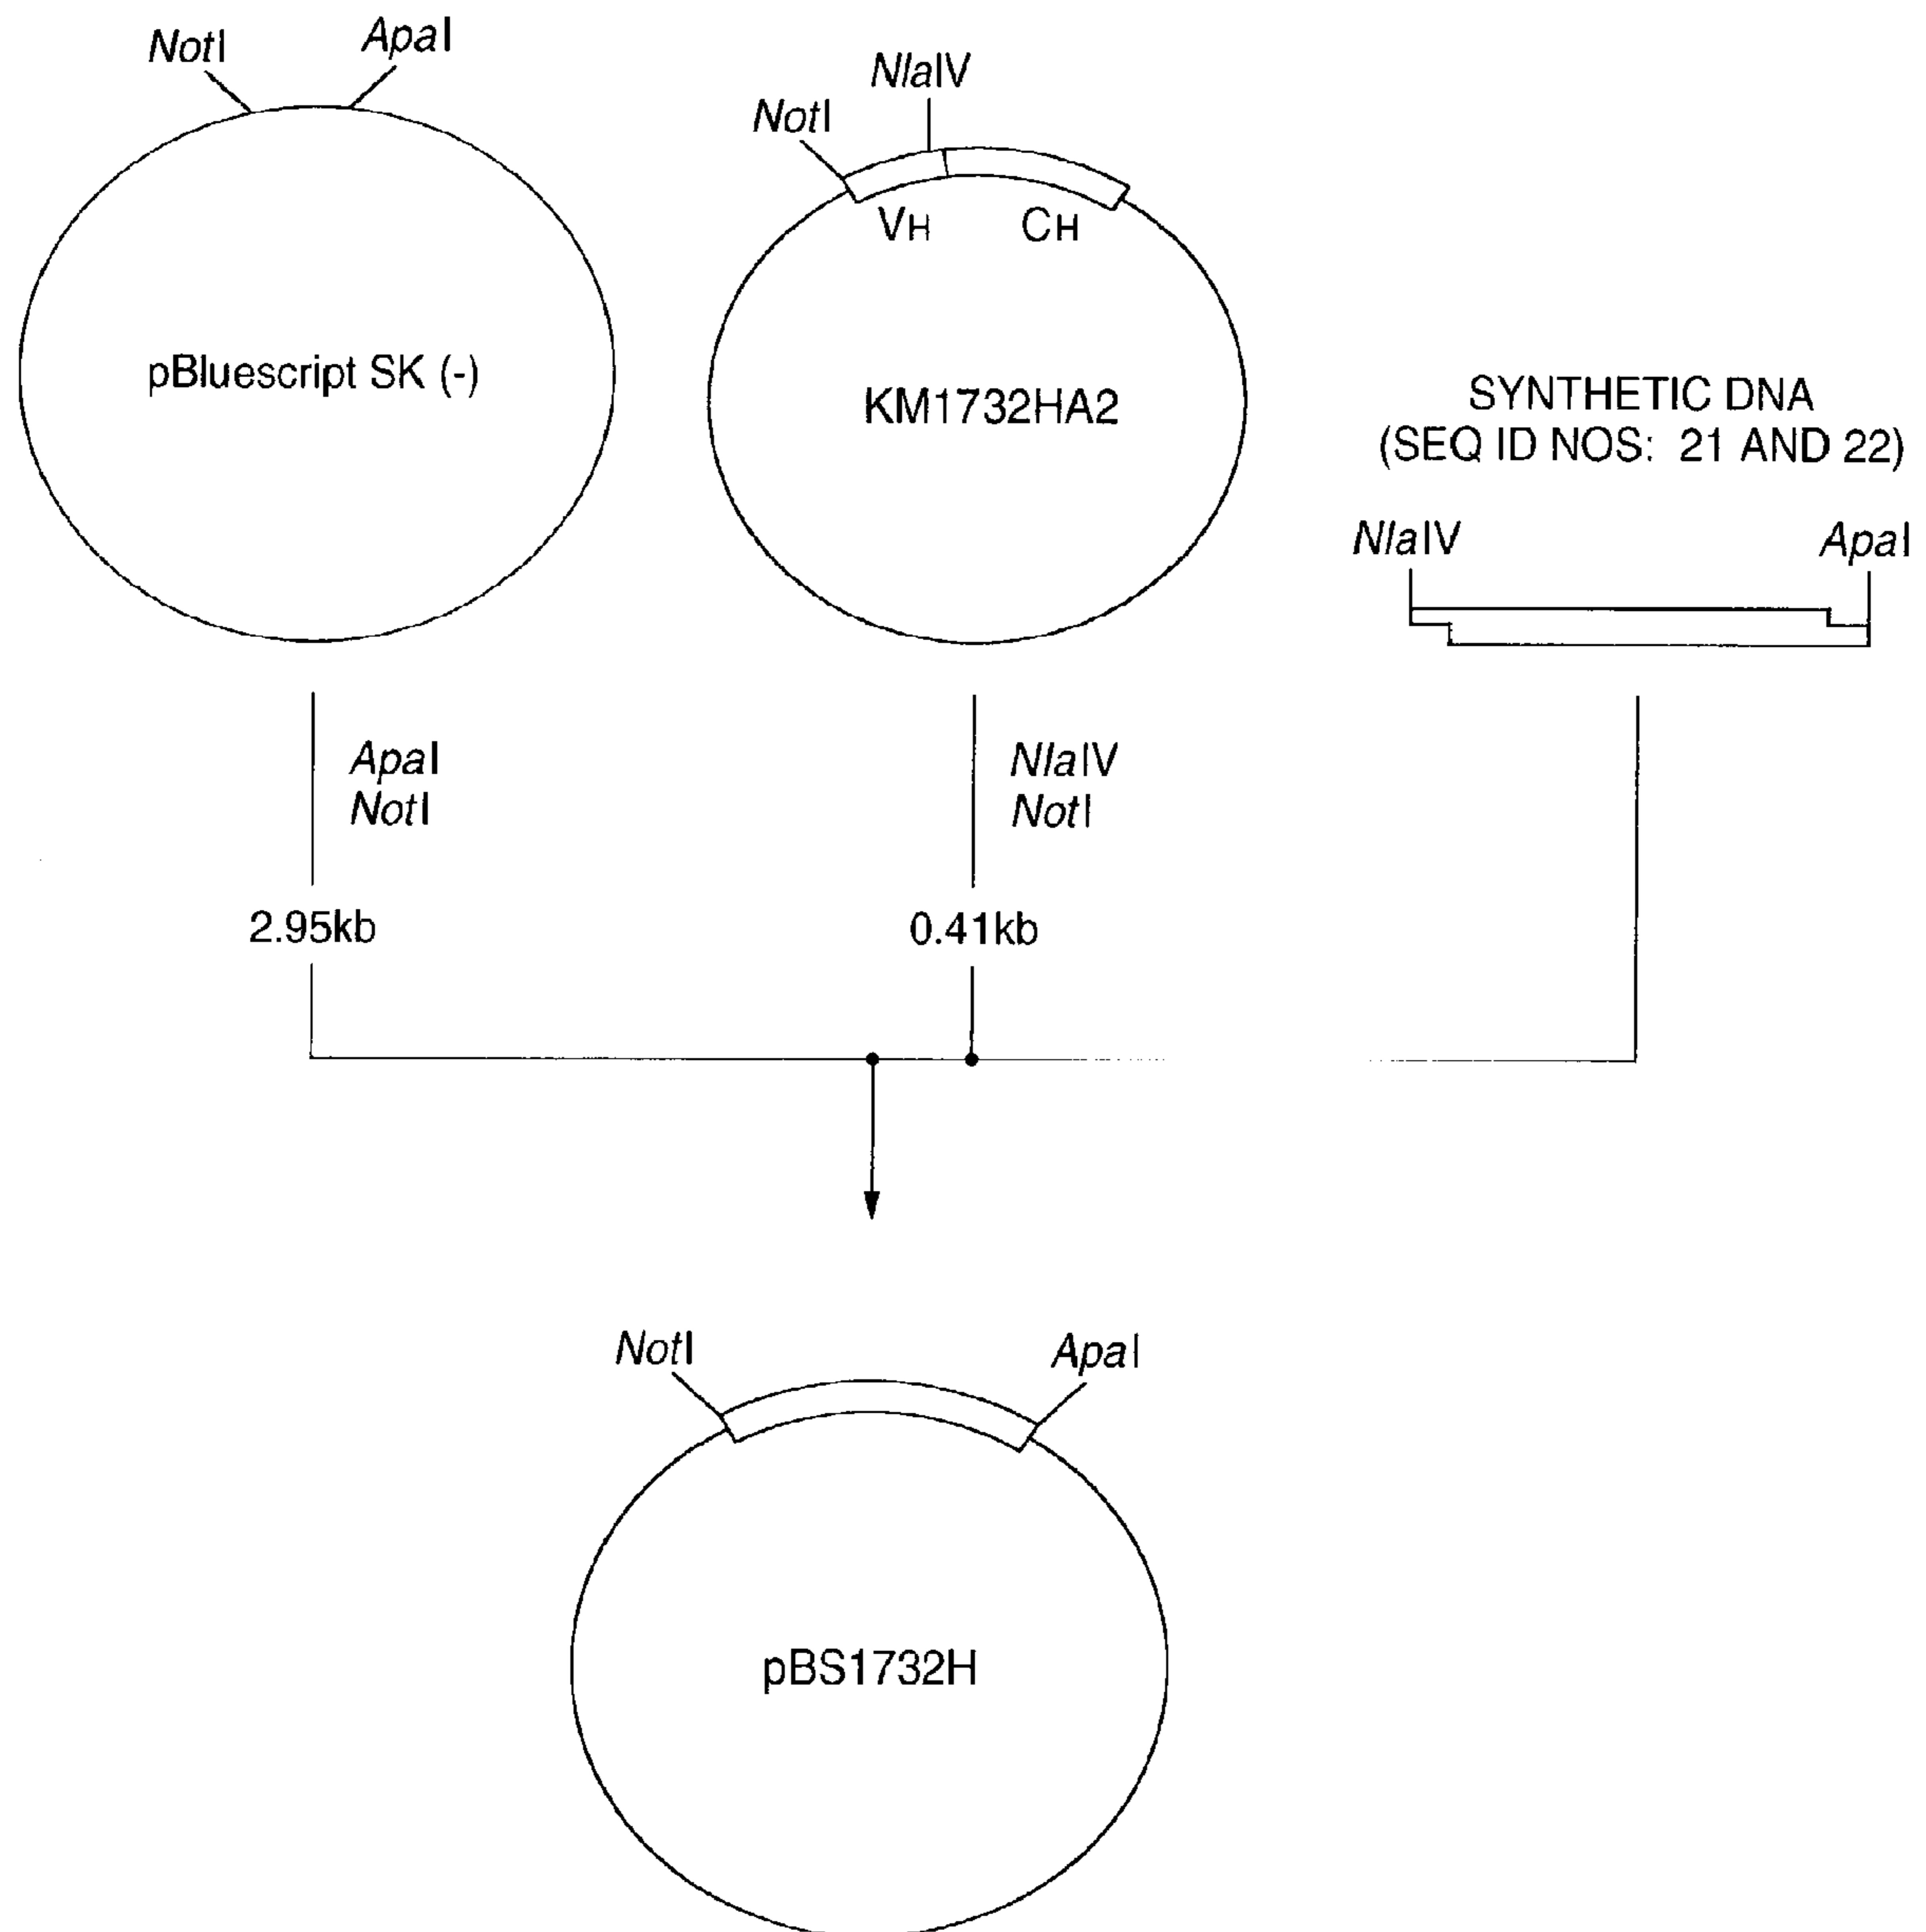 NotI
ApaI
NotI
NlaIV
VH
CH
pBluescript SK (-)
KM1732HA2
SYNTHETIC DNA
(SEQ ID NOS: 21 AND 22)
NlaIV
ApaI
ApaI
NotI
NlaIV
NotI
2.95kb
0.41kb
NotI
ApaI
pBS1732H